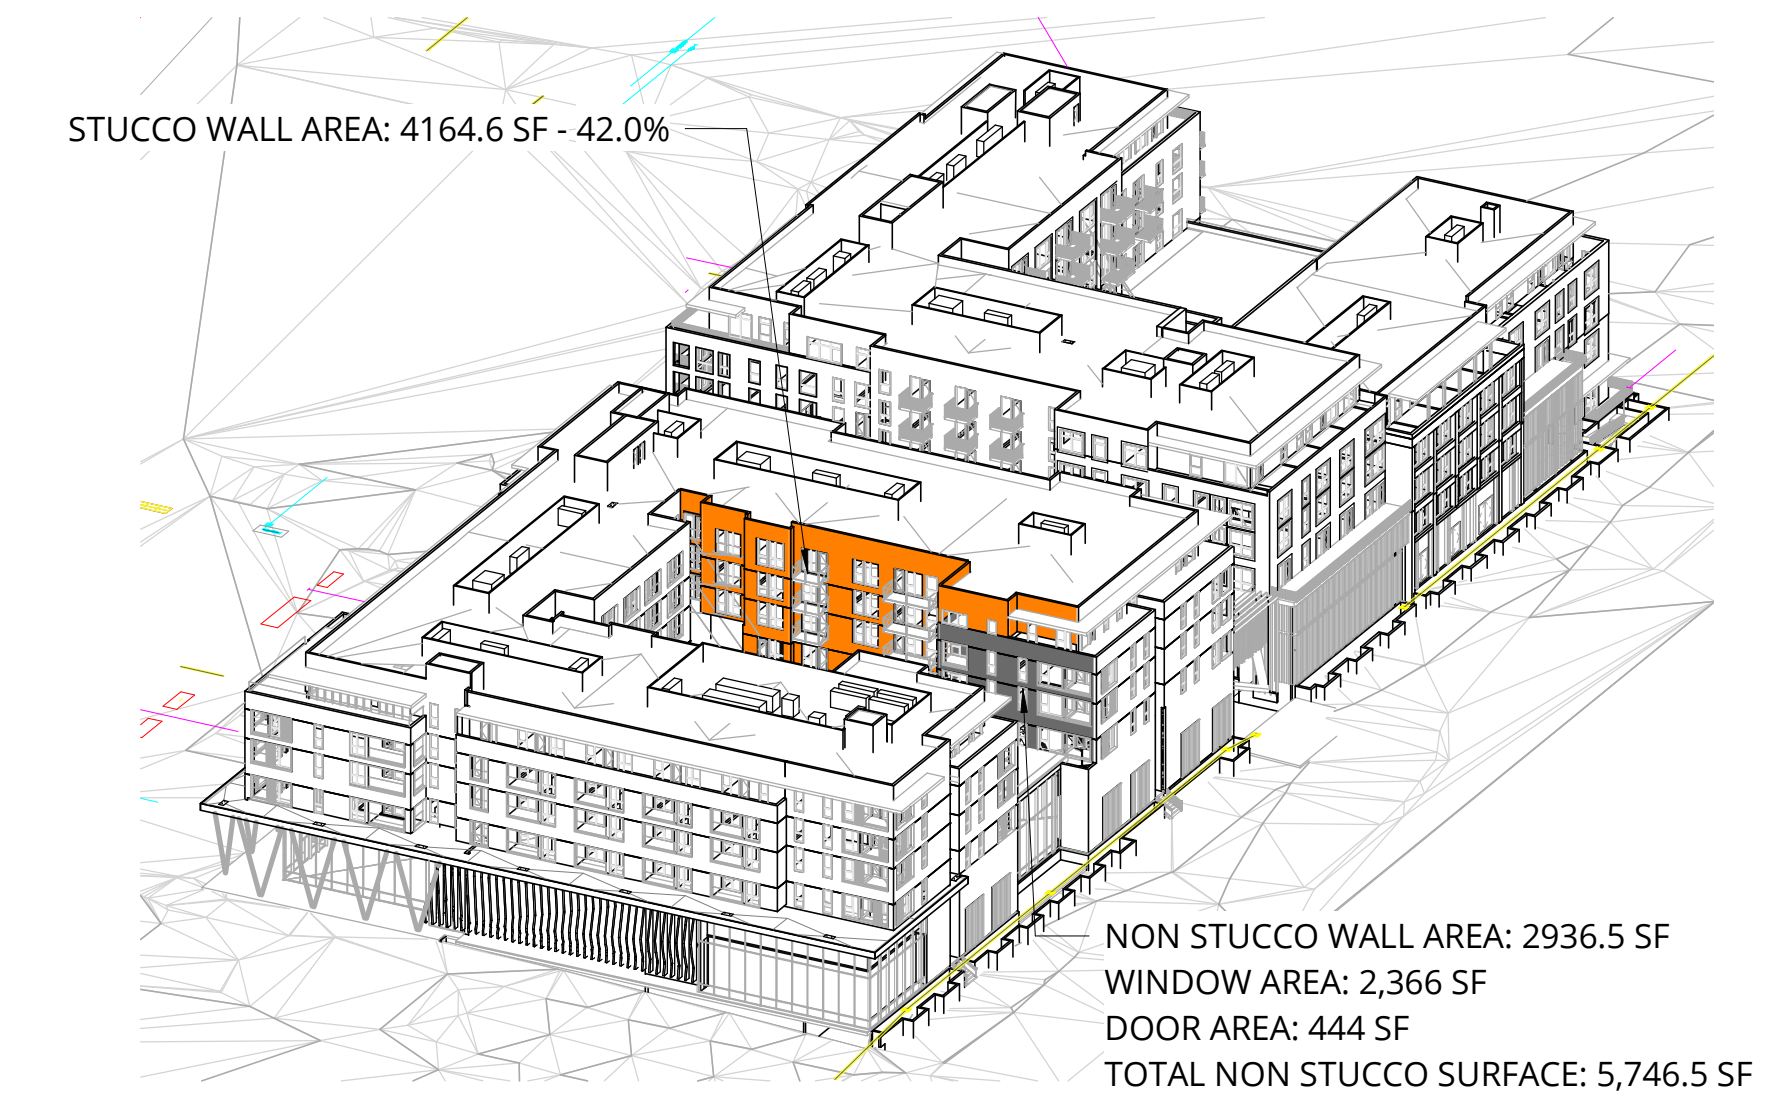 STUCCO WALL AREA: 4164.6 SF - 42.0%
NON STUCCO WALL AREA: 2936.5 SF
WINDOW AREA: 2,366 SF
DOOR AREA: 444 SF
TOTAL NON STUCCO SURFACE: 5,746.5 SF